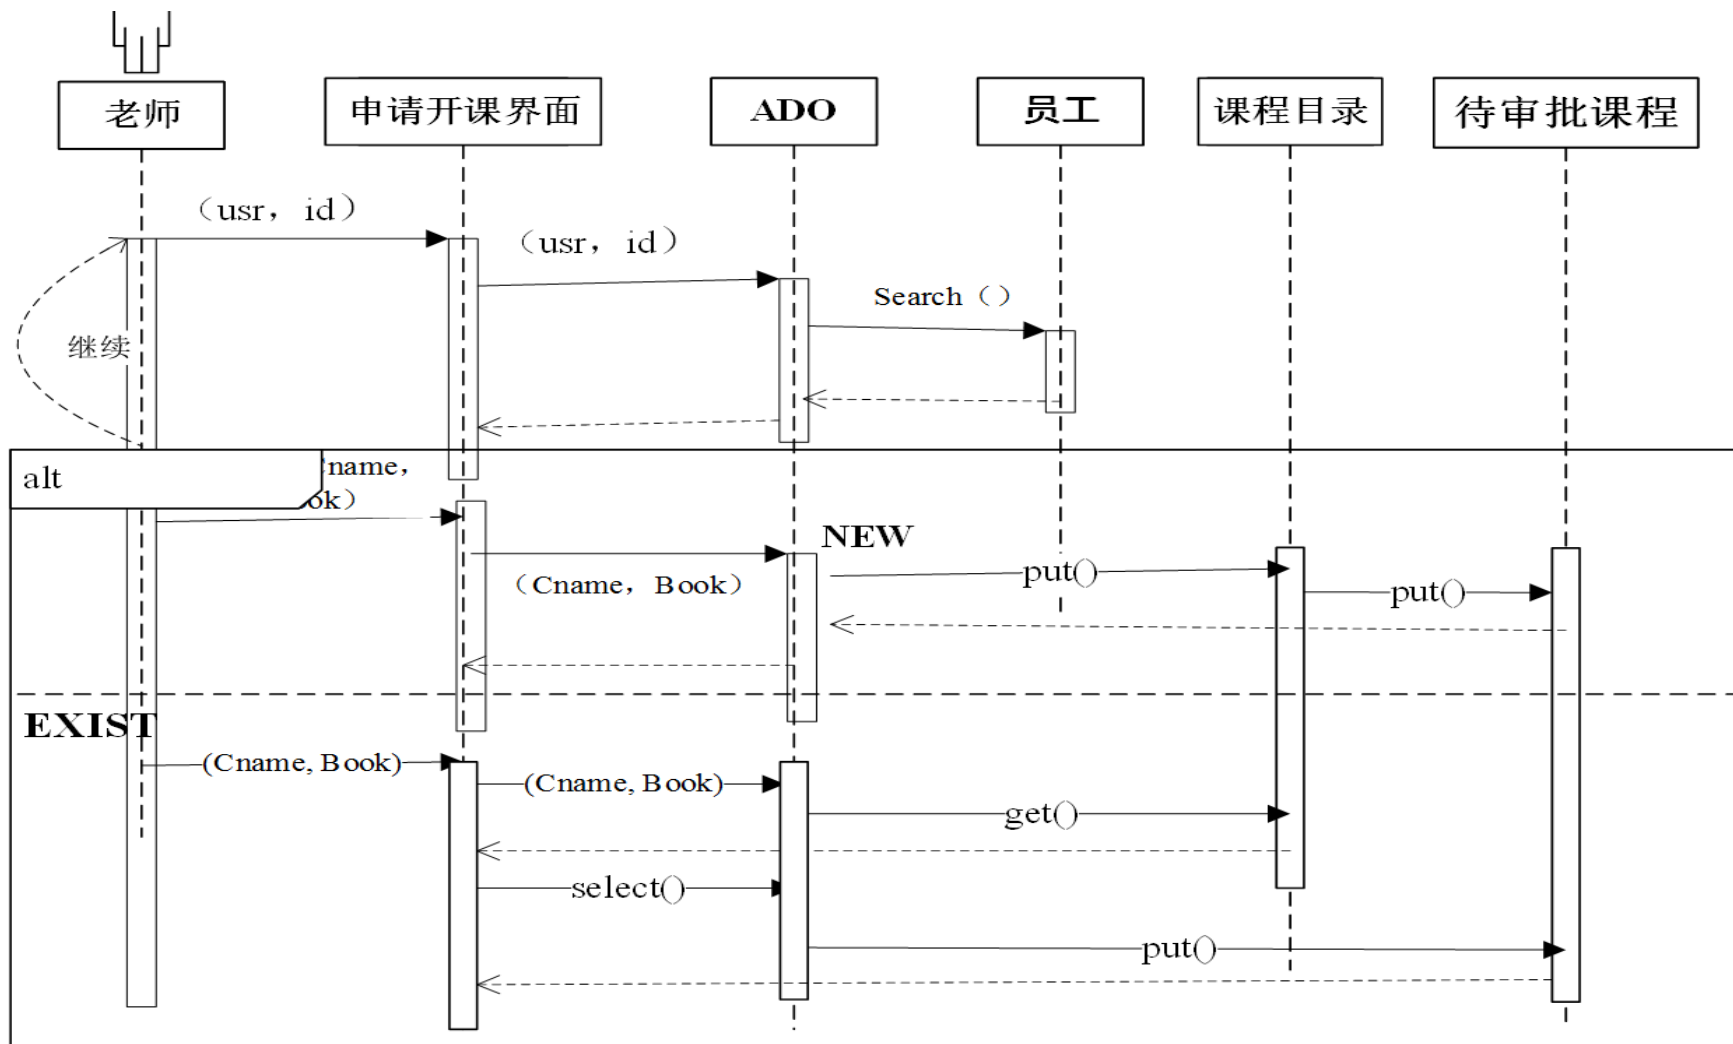 老师
申请开课界面
ADO
员工
课程目录
待审批课程
（usr，id）
（usr，id）
Search（）
继续
alt
name，
ok）
NEW
（Cname，Book）
put()
put()
EXIST
(Cname, Book)
(Cname, Book)
get()
select()
put()